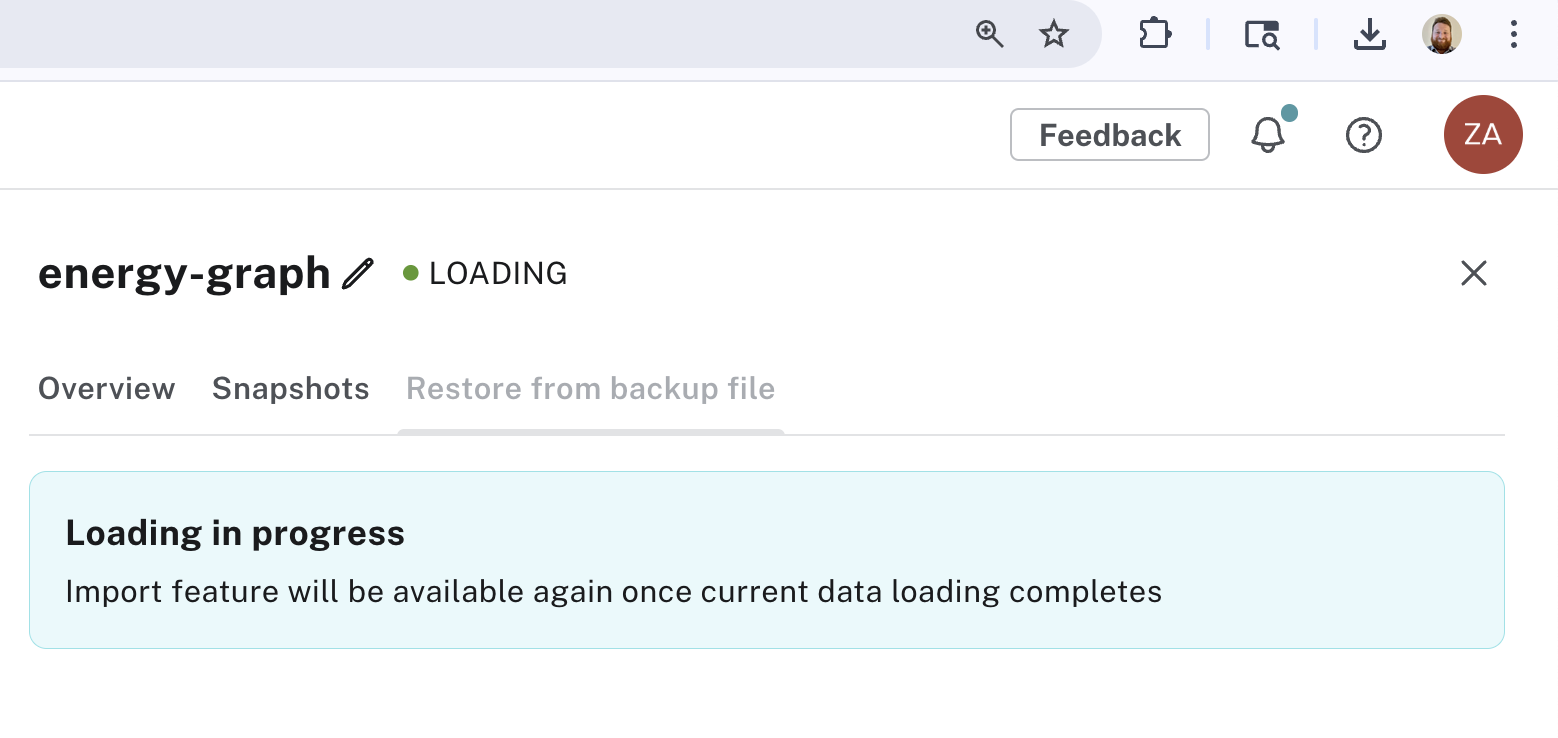 Feedback
ZA
energy-graph LOADING
Overview Snapshots Restore from backup file
Loading in progress
Import feature will be available again once current data loading completes